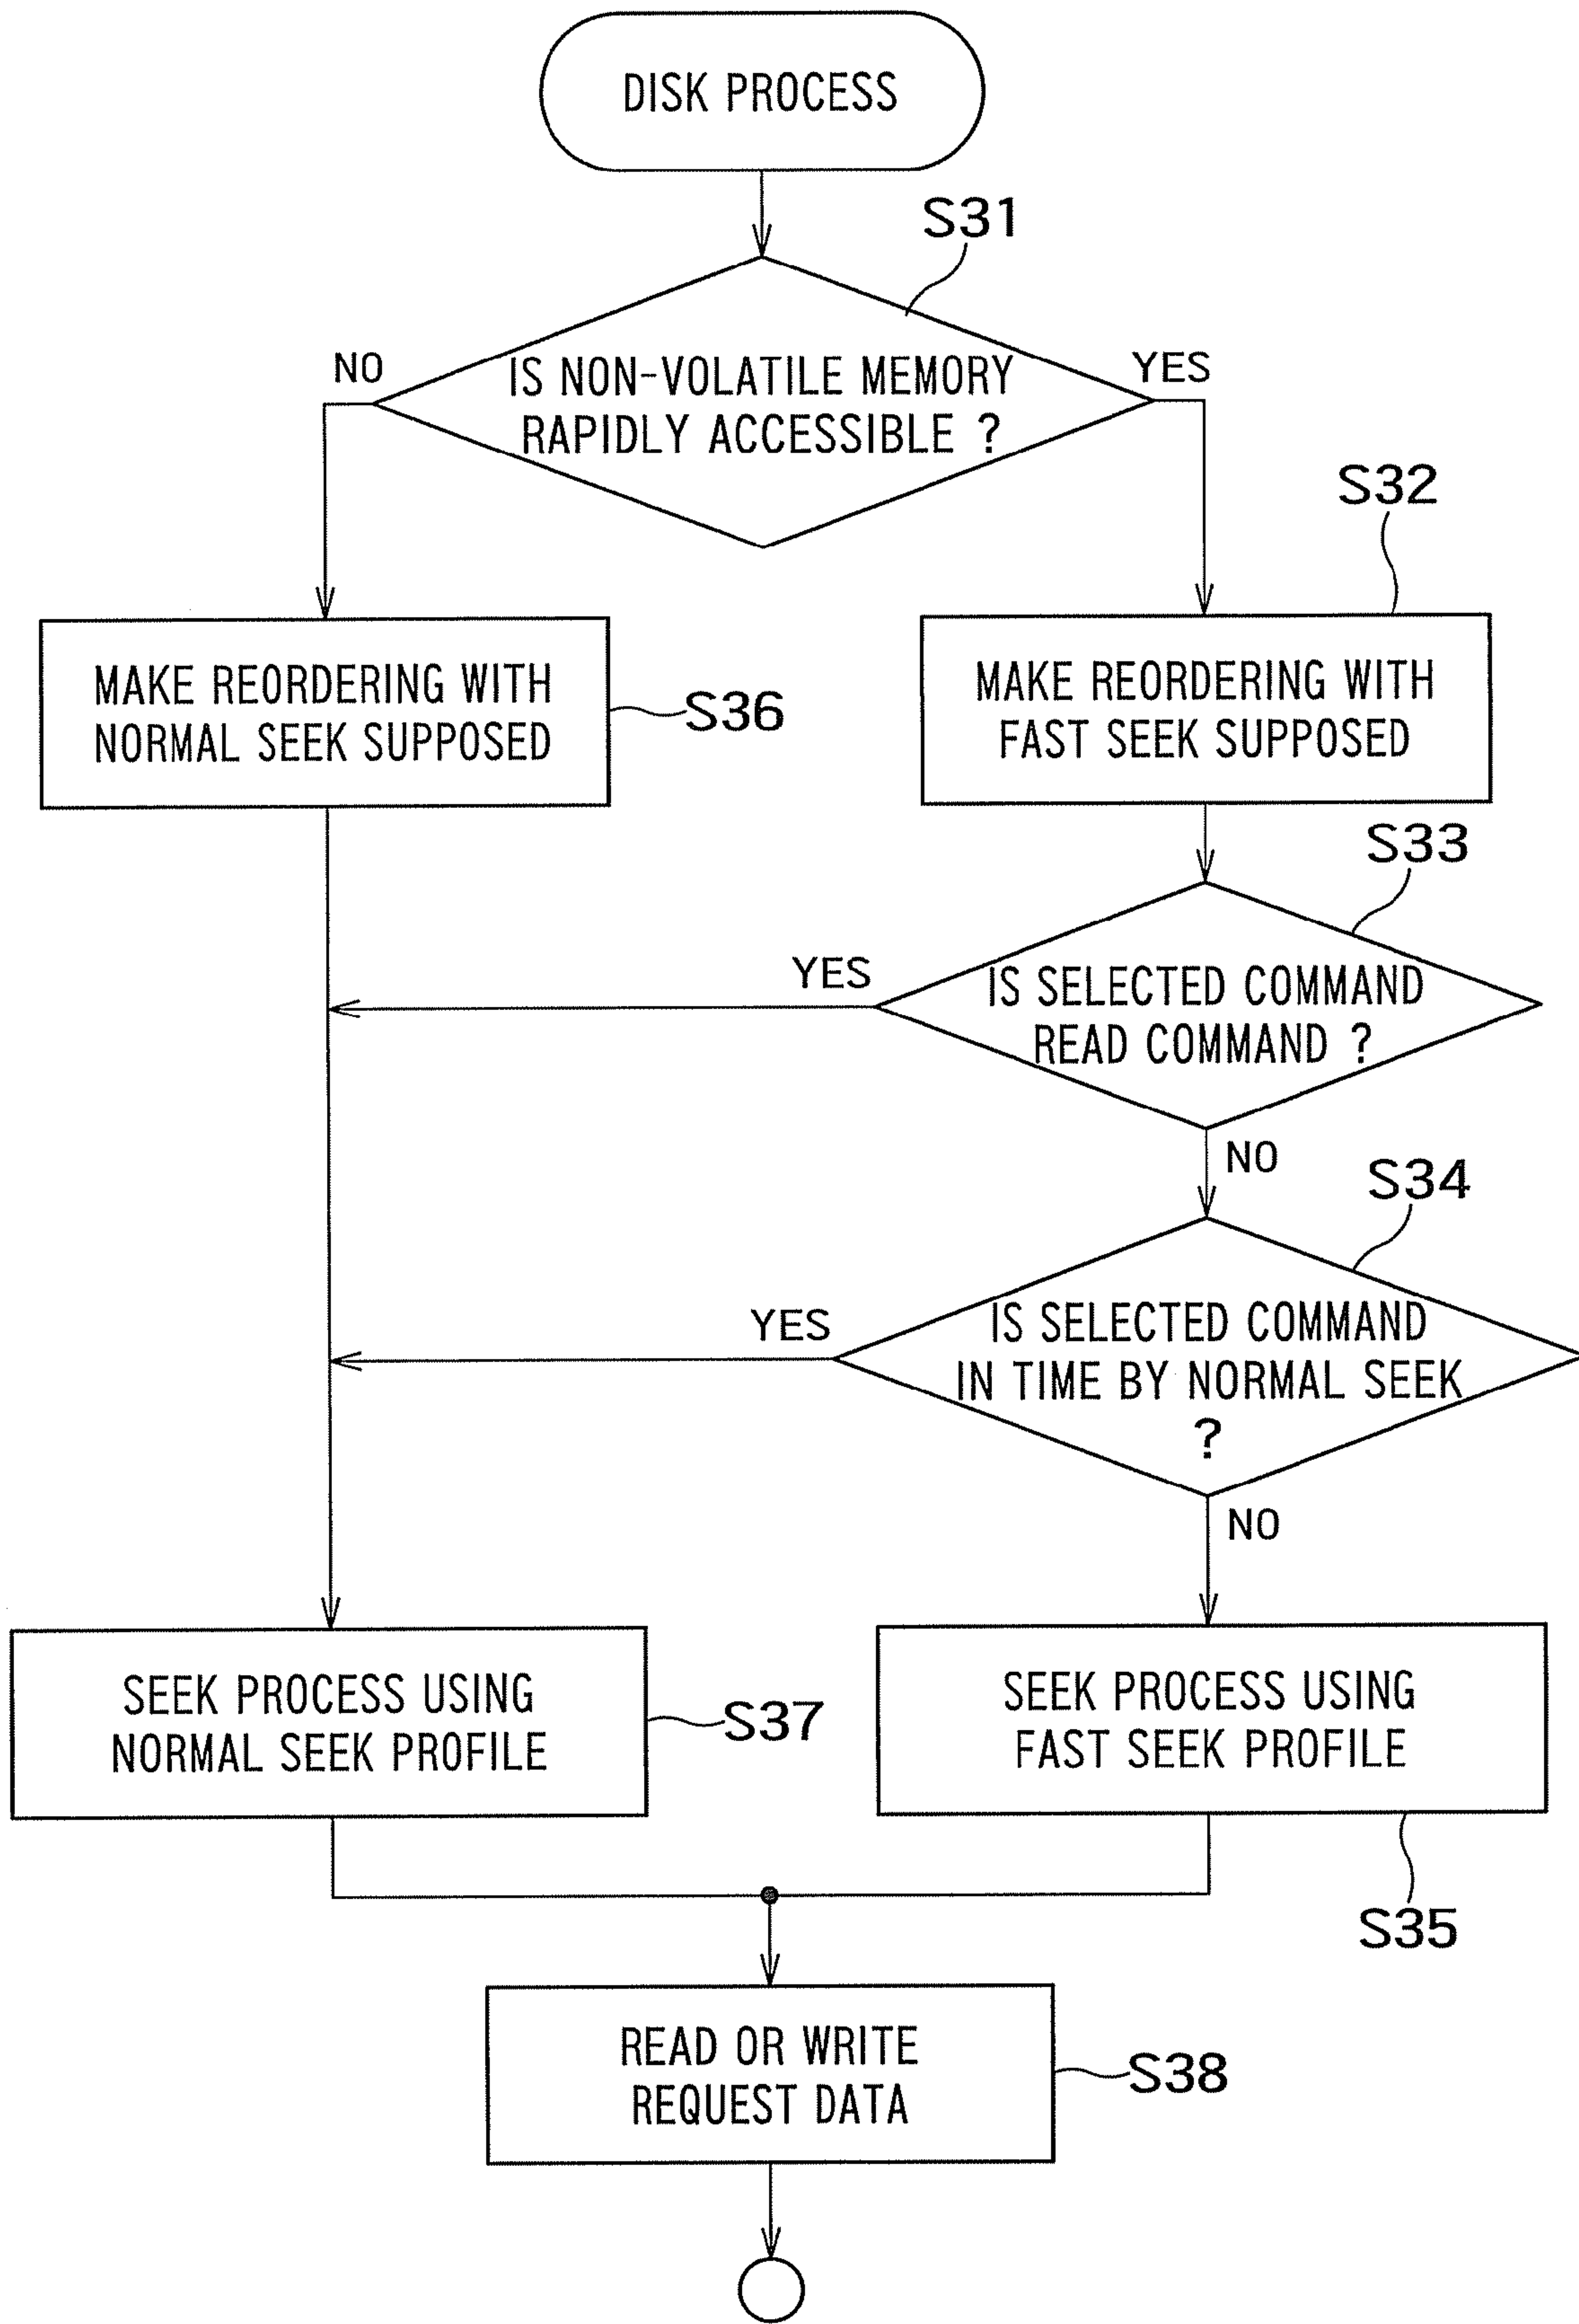 DISK PROCESS
S31
NO
IS NON-VOLATILE MEMORY
RAPIDLY ACCESSIBLE ?
YES
S32
MAKE REORDERING WITH
NORMAL SEEK SUPPOSED
S36
MAKE REORDERING WITH
FAST SEEK SUPPOSED
S33
YES
IS SELECTED COMMAND
READ COMMAND ?
NO
S34
YES
IS SELECTED COMMAND
IN TIME BY NORMAL SEEK
?
NO
SEEK PROCESS USING
NORMAL SEEK PROFILE
S37
SEEK PROCESS USING
FAST SEEK PROFILE
S35
READ OR WRITE
REQUEST DATA
S38